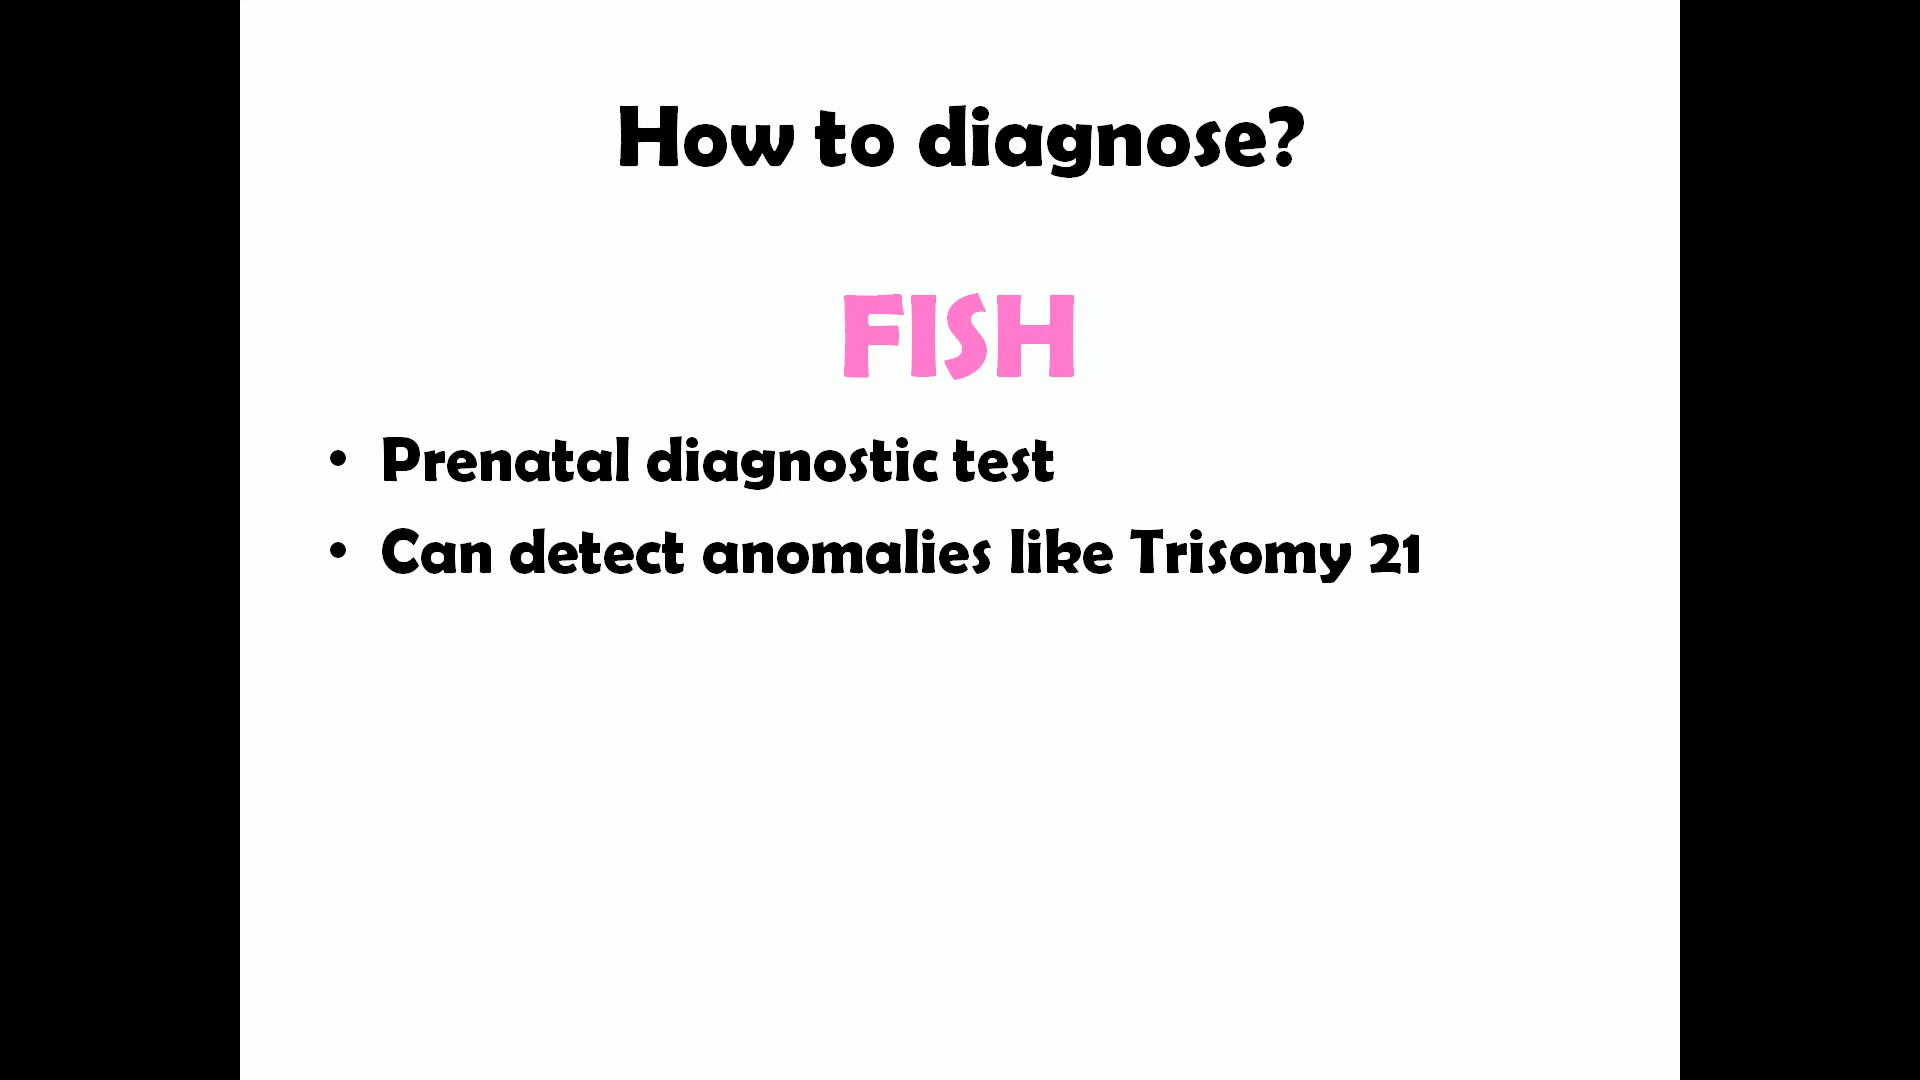 How to diagnose?
FISH
• Prenatal diagnostic test
• Can detect anomalies like Trisomy 21